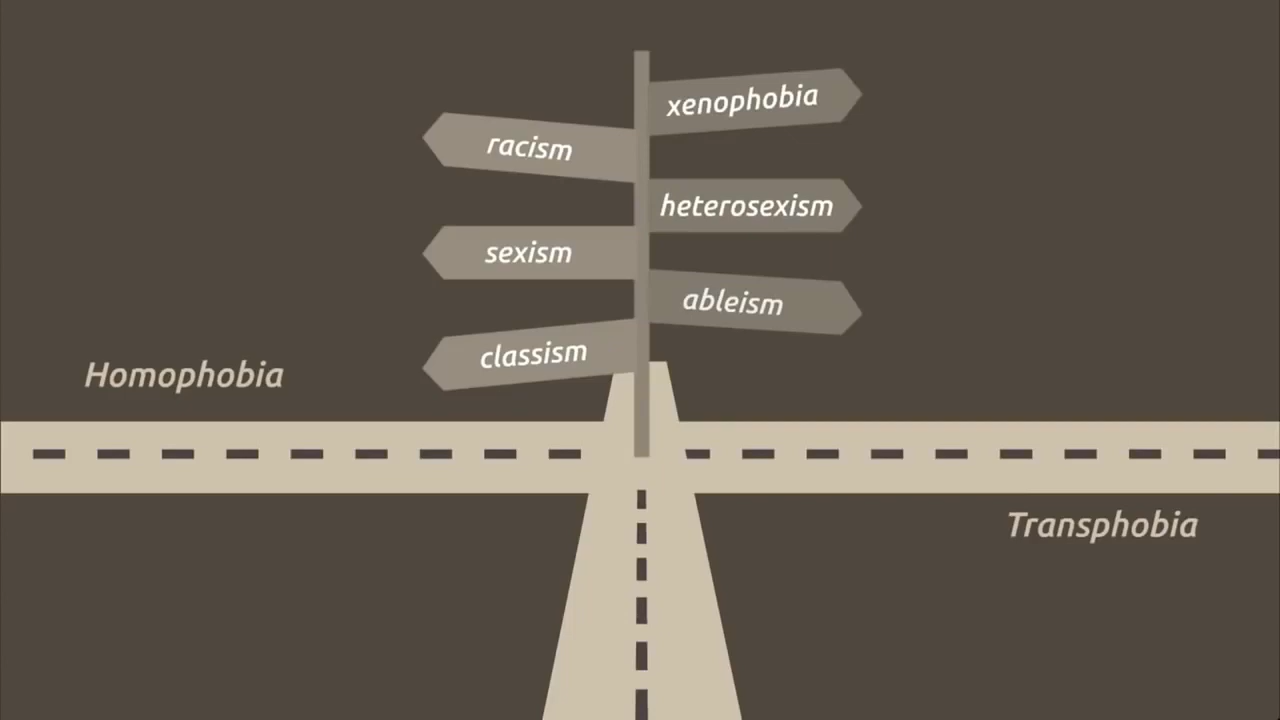 xenophobia
racism
heterosexism
sexism
ableism
classism
Homophobia
Transphobia